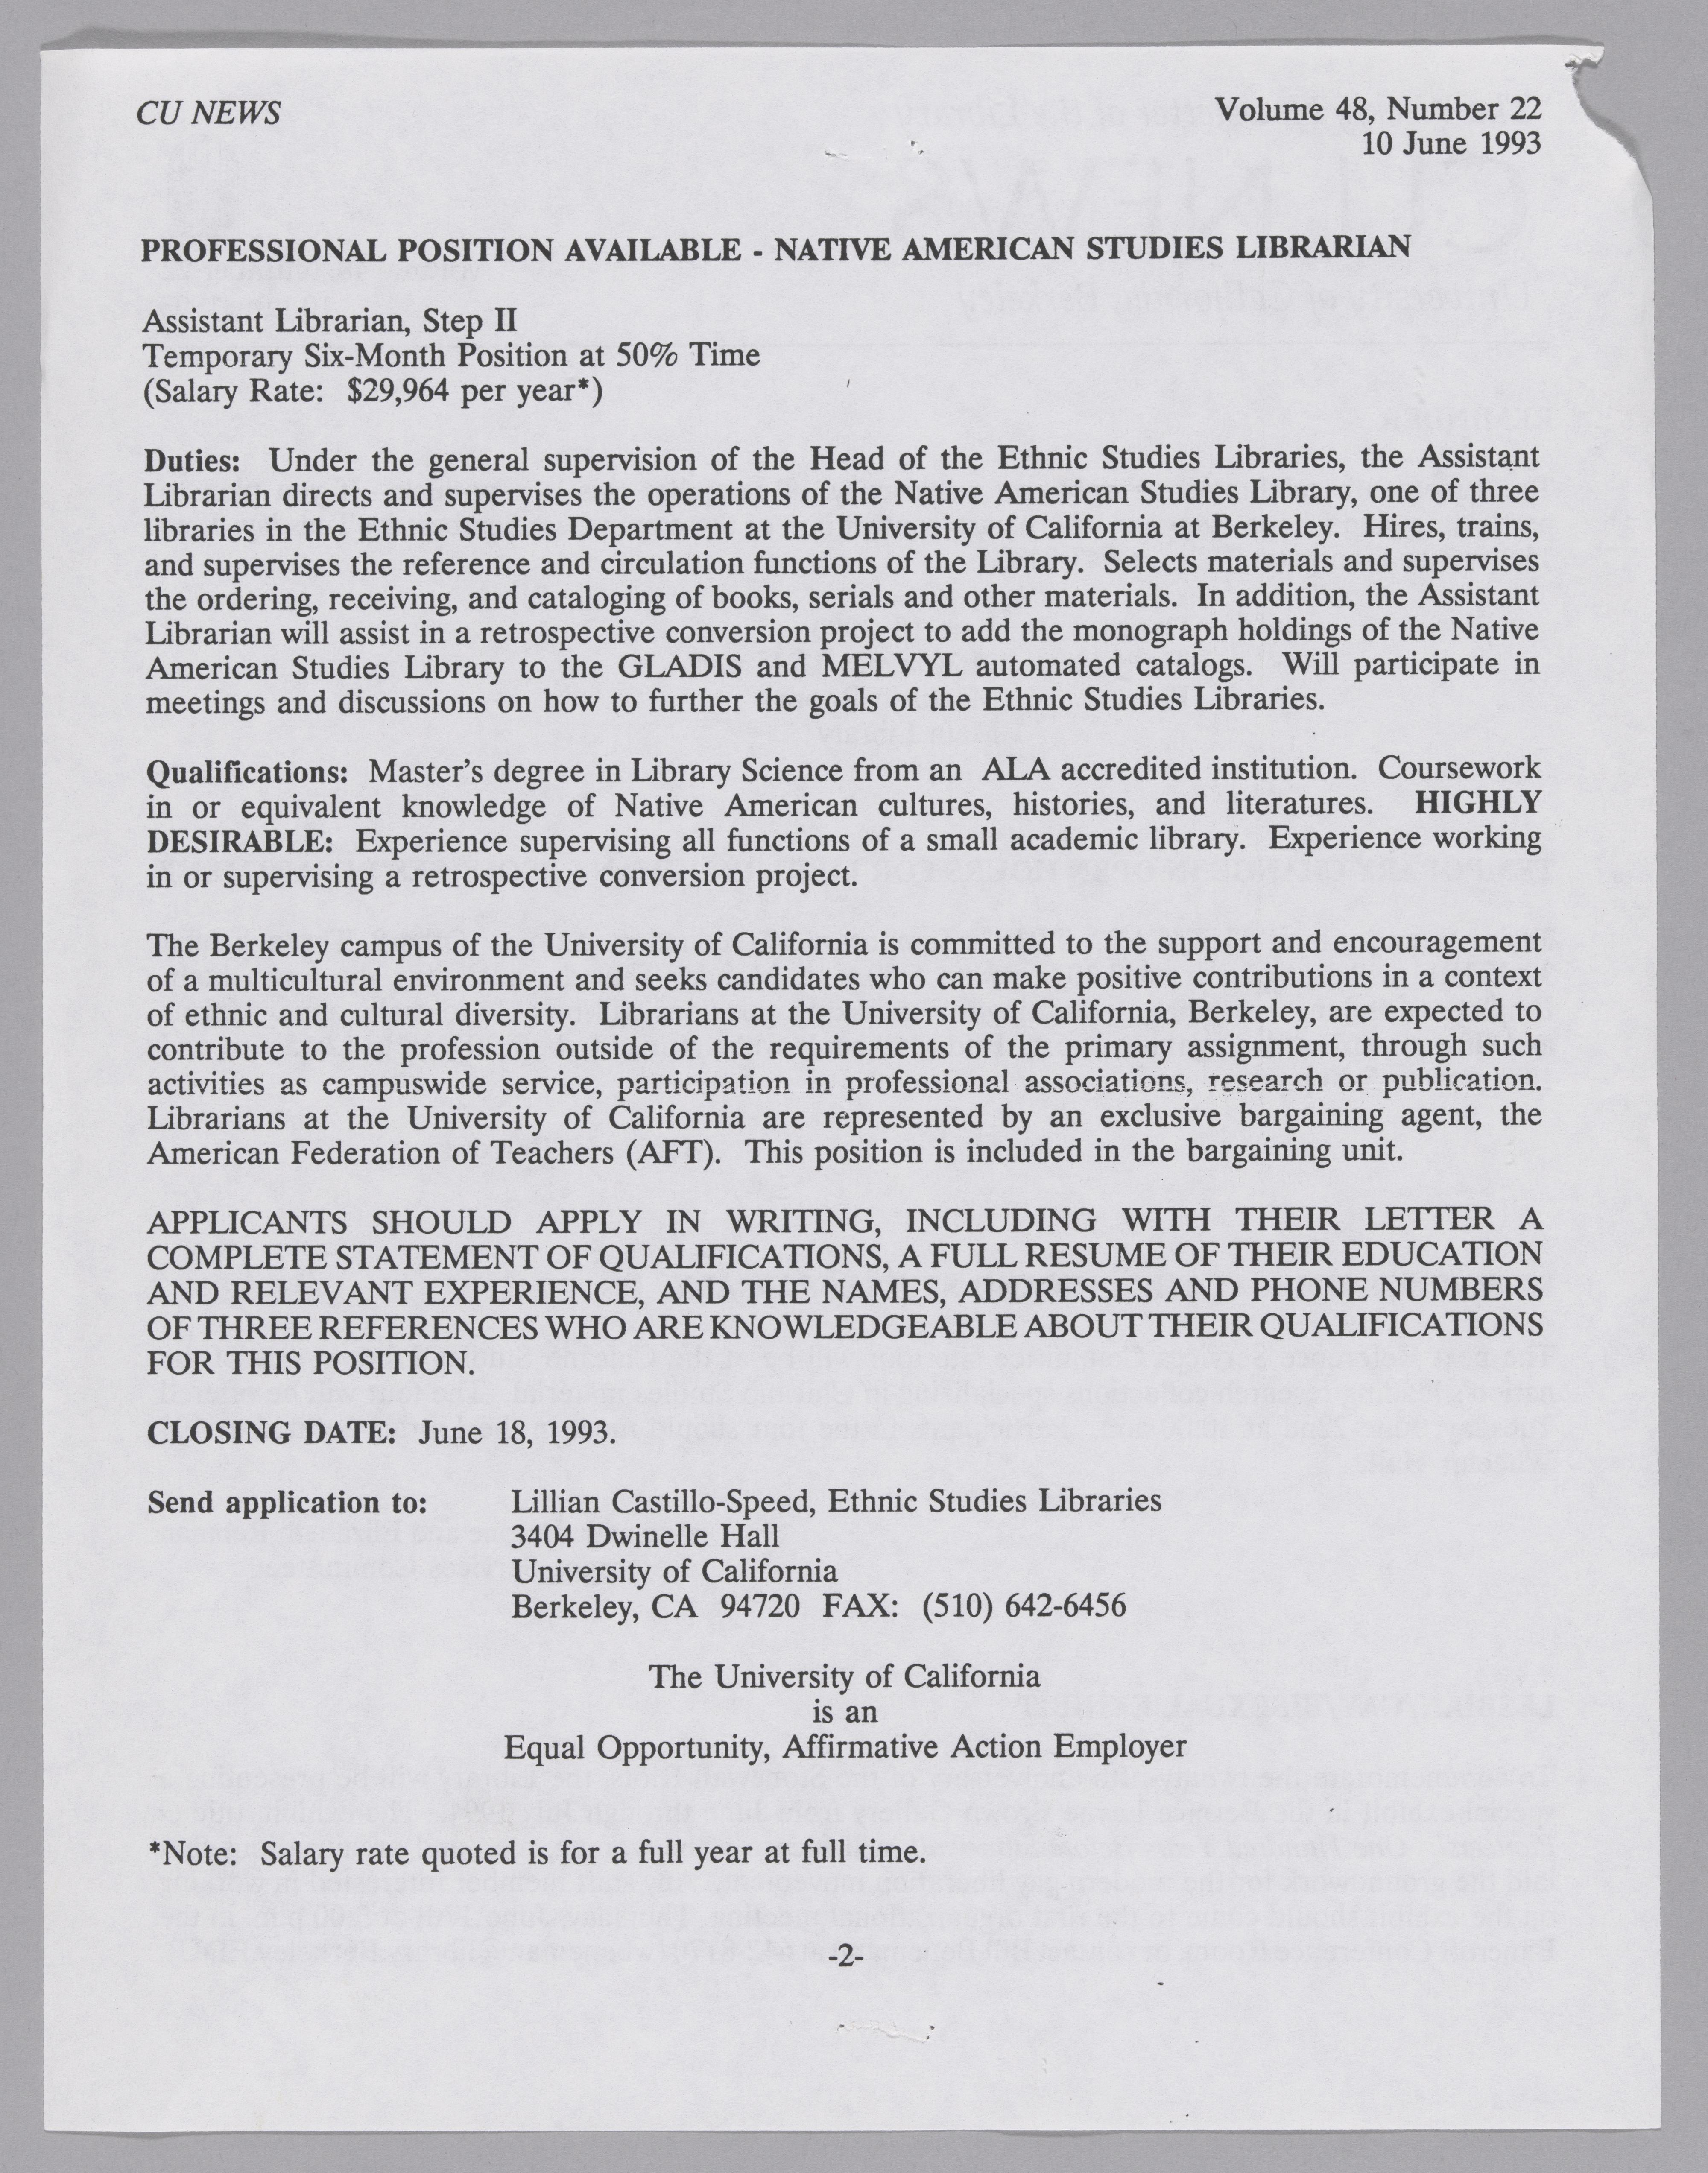 CU NEWS
Volume 48, Number 22
10 June 1993
PROFESSIONAL POSITION AVAILABLE - NATIVE AMERICAN STUDIES LIBRARIAN
Assistant Librarian, Step II
Temporary Six-Month Position at 50% Time
(Salary Rate: $29,964 per year*)
Duties: Under the general supervision of the Head of the Ethnic Studies Libraries, the Assistant
Librarian directs and supervises the operations of the Native American Studies Library, one of three
libraries in the Ethnic Studies Department at the University of California at Berkeley. Hires, trains,
and supervises the reference and circulation functions of the Library. Selects materials and supervises
the ordering, receiving, and cataloging of books, serials and other materials. In addition, the Assistant
Librarian will assist in a retrospective conversion project to add the monograph holdings of the Native
American Studies Library to the GLADIS and MELVYL automated catalogs. Will participate in
meetings and discussions on how to further the goals of the Ethnic Studies Libraries.
Qualifications: Master's degree in Library Science from an ALA accredited institution. Coursework
in or equivalent knowledge of Native American cultures, histories, and literatures. HIGHLY
DESIRABLE: Experience supervising all functions of a small academic library. Experience working
in or supervising a retrospective conversion project.
The Berkeley campus of the University of California is committed to the support and encouragement
of a multicultural environment and seeks candidates who can make positive contributions in a context
of ethnic and cultural diversity. Librarians at the University of California, Berkeley, are expected to
contribute to the profession outside of the requirements of the primary assignment, through such
activities as campuswide service, participation in professional associations, research or publication.
Librarians at the University of California are represented by an exclusive bargaining agent, the
American Federation of Teachers (AFT). This position is included in the bargaining unit.
APPLICANTS SHOULD APPLY IN WRITING, INCLUDING WITH THEIR LETTER A
COMPLETE STATEMENT OF QUALIFICATIONS, A FULL RESUME OF THEIR EDUCATION
AND RELEVANT EXPERIENCE, AND THE NAMES, ADDRESSES AND PHONE NUMBERS
OF THREE REFERENCES WHO ARE KNOWLEDGEABLE ABOUT THEIR QUALIFICATIONS
FOR THIS POSITION.
CLOSING DATE: June 18, 1993.
Send application to: Lillian Castillo-Speed, Ethnic Studies Libraries
3404 Dwinelle Hall
University of California
Berkeley, CA 94720 FAX: (510) 642-6456
The University of California
is an
Equal Opportunity, Affirmative Action Employer
*Note: Salary rate quoted is for a full year at full time.
-2-